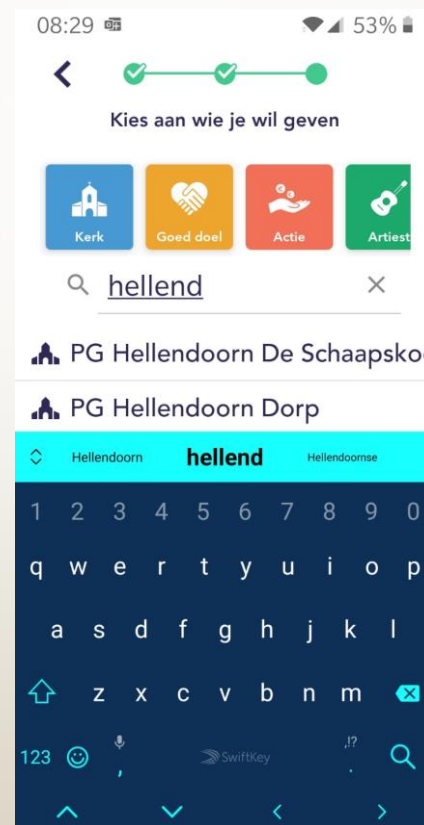 08:29 53%
Kies aan wie je wil geven
Kerk Goed doel Actie Artiest
hellend
PG Hellendoorn De Schaapsko
PG Hellendoorn Dorp
Hellendoorn hellend Hellendoornse
1 2 3 4 5 6 7 8 9 0
q w e r t y u i o p
a s d f g h j k l
z x c v b n m
123 , SwiftKey ,!? .